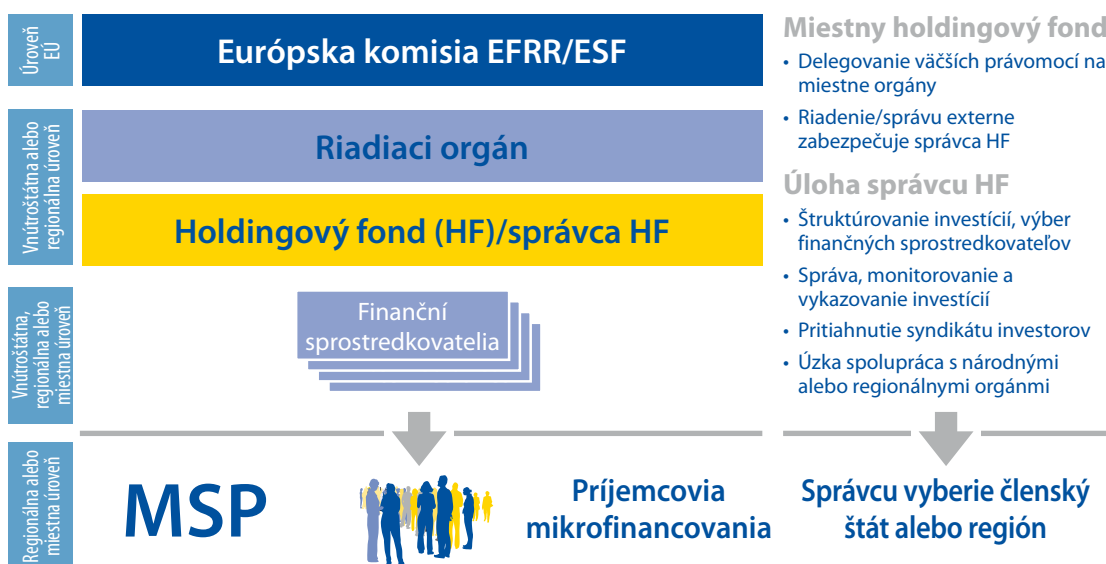 Úroveň
EÚ
Európska komisia EFRR/ESF
Vnútroštátna alebo
regionálna úroveň
Riadiaci orgán
Holdingový fond (HF)/správca HF
Vnútroštátna,
regionálna alebo
miestna úroveň
Finanční
sprostredkovatelia
Regionálna alebo
miestna úroveň
MSP
Príjemcovia
mikrofinancovania
Miestny holdingový fond
• Delegovanie väčších právomocí na
miestne orgány
• Riadenie/správu externe
zabezpečuje správca HF
Úloha správcu HF
• Štruktúrovanie investícií, výber
finančných sprostredkovateľov
• Správa, monitorovanie a
vykazovanie investícií
• Pritiahnutie syndikátu investorov
• Úzka spolupráca s národnými
alebo regionálnymi orgánmi
Správcu vyberie členský
štát alebo región